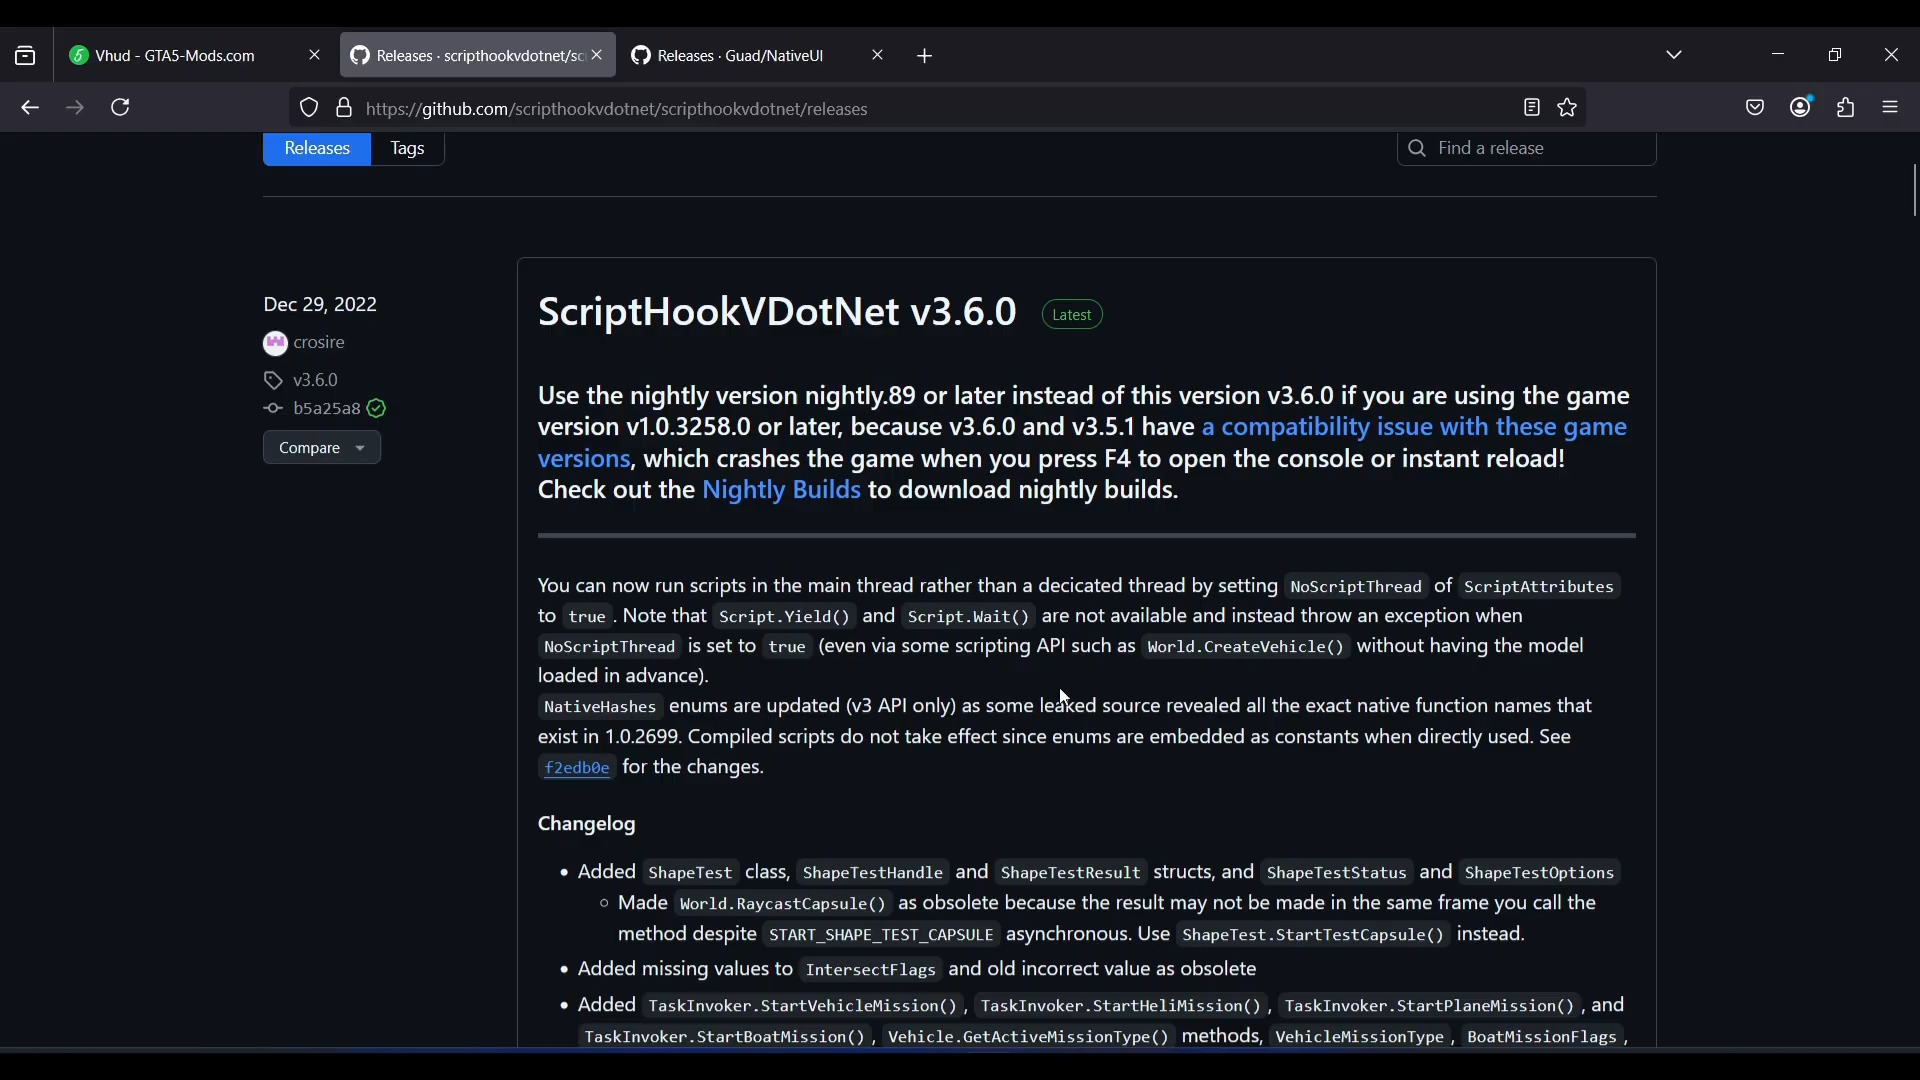 Vhud - GTA5-Mods.com
Releases · scripthookvdotnet/sc
Releases · Guad/NativeUI
https://github.com/scripthookvdotnet/scripthookvdotnet/releases
Releases
Tags
Find a release
Dec 29, 2022
crosire
v3.6.0
b5a25a8
Compare
ScriptHookVDotNet v3.6.0
Latest
Use the nightly version nightly.89 or later instead of this version v3.6.0 if you are using the game
version v1.0.3258.0 or later, because v3.6.0 and v3.5.1 have a compatibility issue with these game
versions, which crashes the game when you press F4 to open the console or instant reload!
Check out the Nightly Builds to download nightly builds.
You can now run scripts in the main thread rather than a decicated thread by setting NoScriptThread of ScriptAttributes
to true . Note that Script.Yield() and Script.Wait() are not available and instead throw an exception when
NoScriptThread is set to true (even via some scripting API such as World.CreateVehicle() without having the model
loaded in advance).
NativeHashes enums are updated (v3 API only) as some leaked source revealed all the exact native function names that
exist in 1.0.2699. Compiled scripts do not take effect since enums are embedded as constants when directly used. See
f2edb0e for the changes.
Changelog
• Added ShapeTest class, ShapeTestHandle and ShapeTestResult structs, and ShapeTestStatus and ShapeTestOptions
○ Made World.RaycastCapsule() as obsolete because the result may not be made in the same frame you call the
method despite START_SHAPE_TEST_CAPSULE asynchronous. Use ShapeTest.StartTestCapsule() instead.
• Added missing values to IntersectFlags and old incorrect value as obsolete
• Added TaskInvoker.StartVehicleMission() , TaskInvoker.StartHeliMission() , TaskInvoker.StartPlaneMission() , and
TaskInvoker.StartBoatMission() , Vehicle.GetActiveMissionType() methods, VehicleMissionType , BoatMissionFlags ,